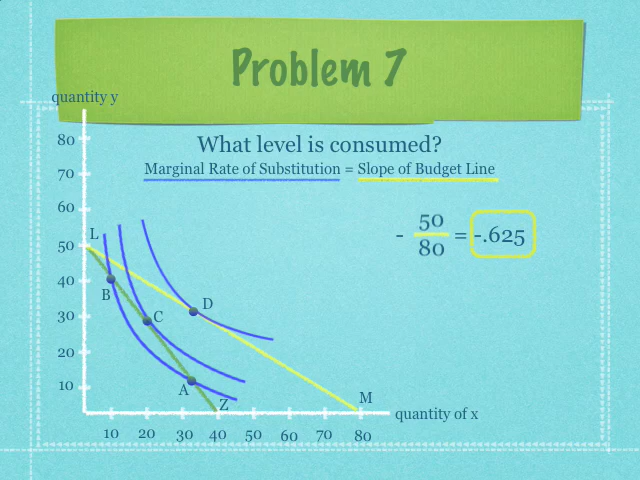 Problem 7
quantity y
What level is consumed?
Marginal Rate of Substitution = Slope of Budget Line
- 50/80 = -.625
80
70
60
50
40
30
20
10
L
B
C
D
A
Z
M
quantity of x
10 20 30 40 50 60 70 80